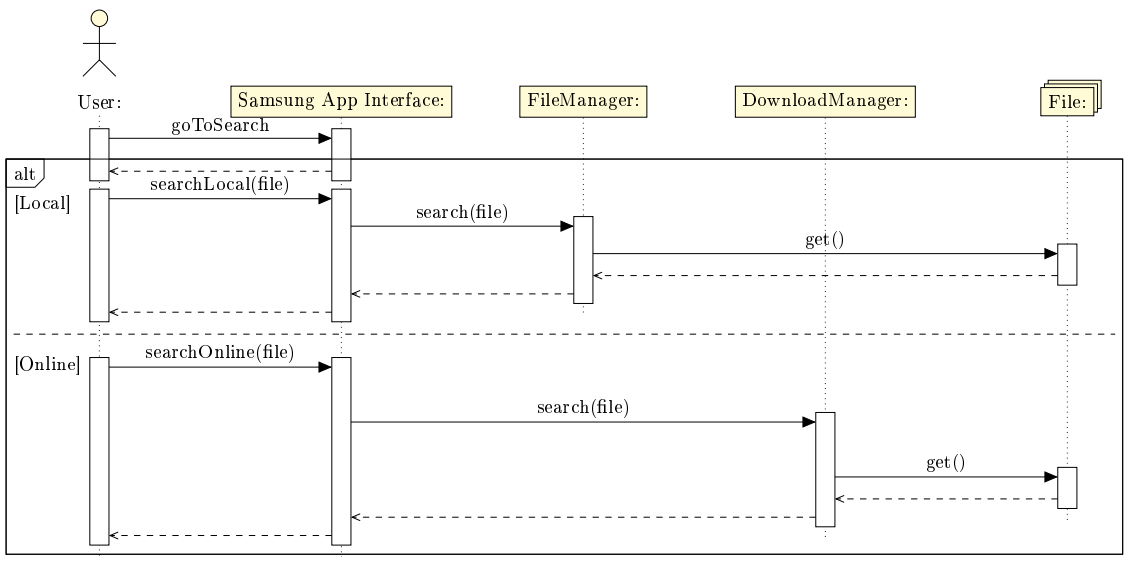 User:
Samsung App Interface:
FileManager:
DownloadManager:
File:
goToSearch
alt
searchLocal(file)
[Local]
search(file)
get()
searchOnline(file)
[Online]
search(file)
get()